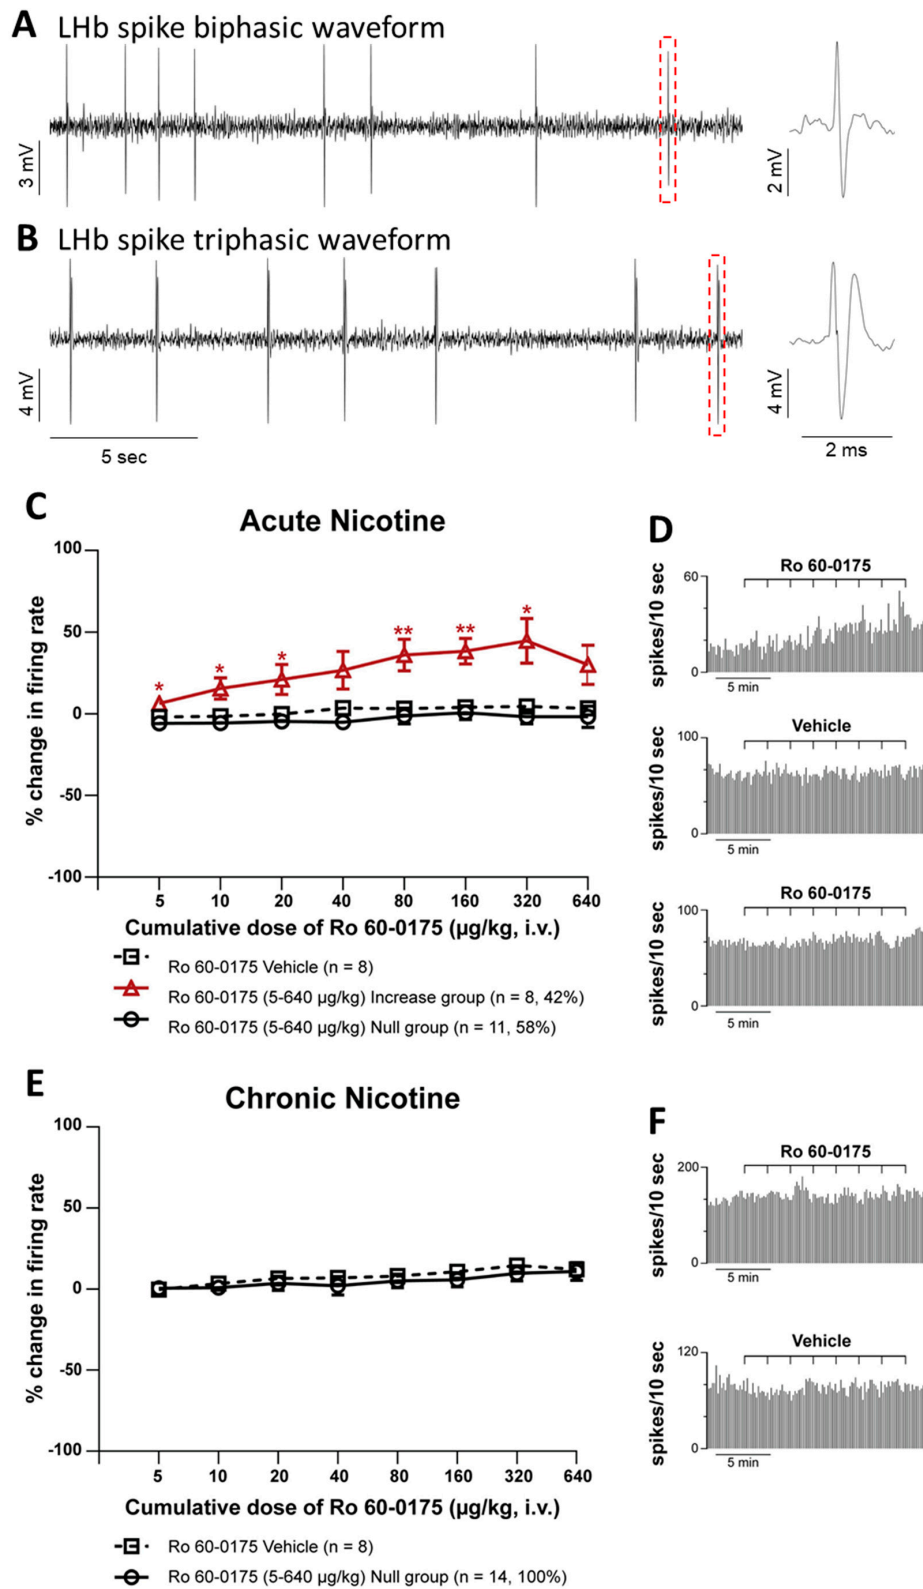 A LHb spike biphasic waveform
3 mV
2 mV
B LHb spike triphasic waveform
4 mV
4 mV
5 sec
2 ms
C
Acute Nicotine
% change in firing rate
100
50
0
-50
-100
* * * ** ** *
5 10 20 40 80 160 320 640
Cumulative dose of Ro 60-0175 (µg/kg, i.v.)
Ro 60-0175 Vehicle (n = 8)
Ro 60-0175 (5-640 µg/kg) Increase group (n = 8, 42%)
Ro 60-0175 (5-640 µg/kg) Null group (n = 11, 58%)
D
Ro 60-0175
spikes/10 sec
60
0
5 min
Vehicle
spikes/10 sec
100
0
5 min
Ro 60-0175
spikes/10 sec
100
0
5 min
E
Chronic Nicotine
% change in firing rate
100
50
0
-50
-100
5 10 20 40 80 160 320 640
Cumulative dose of Ro 60-0175 (µg/kg, i.v.)
Ro 60-0175 Vehicle (n = 8)
Ro 60-0175 (5-640 µg/kg) Null group (n = 14, 100%)
F
Ro 60-0175
spikes/10 sec
200
0
5 min
Vehicle
spikes/10 sec
120
0
5 min